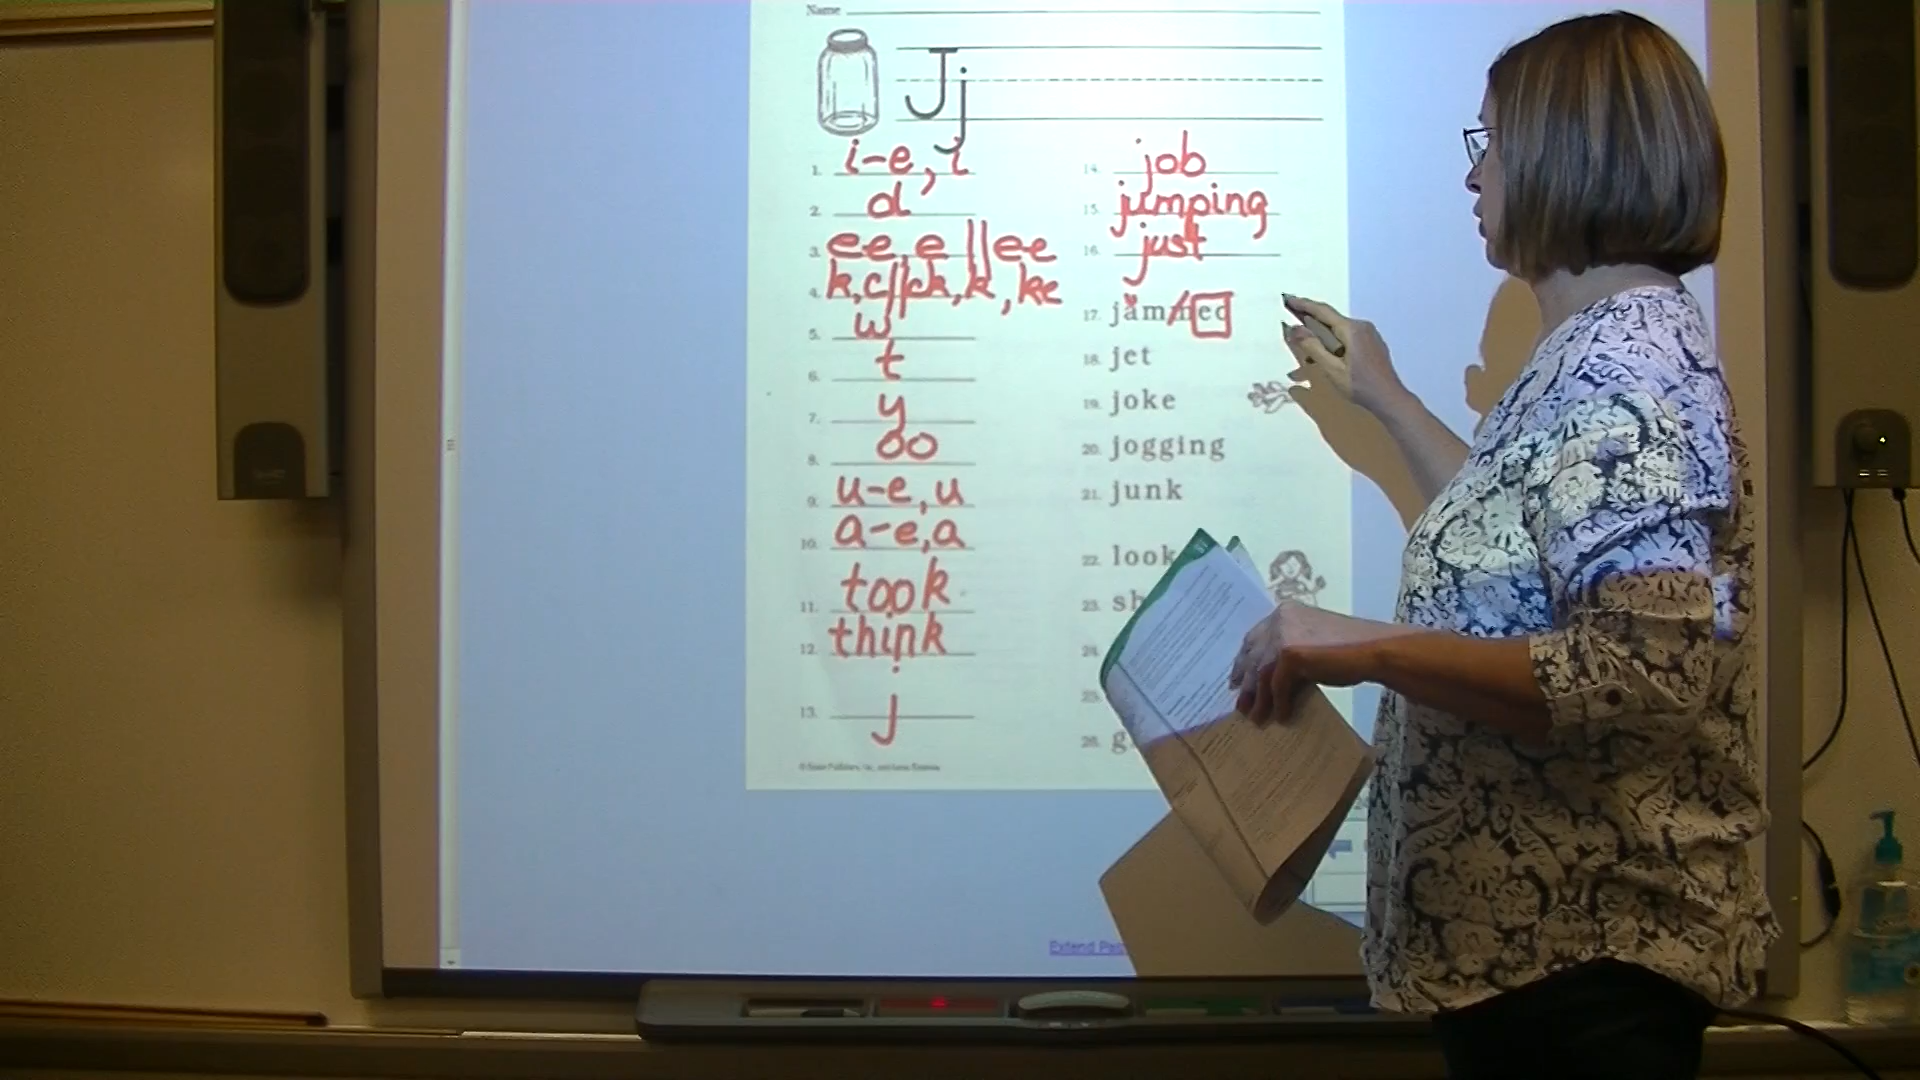 Name
Jj
1. i-e, i
2. d
3. ee, e || ee
4. k, c || ck, k, ke
5. w
6. t
7. y
8. oo
9. u-e, u
10. a-e, a
11. took
12. think
13. j
14. job
15. jumping
16. just
17. jammed
18. jet
19. joke
20. jogging
21. junk
22. look
23. sh
24.
25.
26. g
Extend